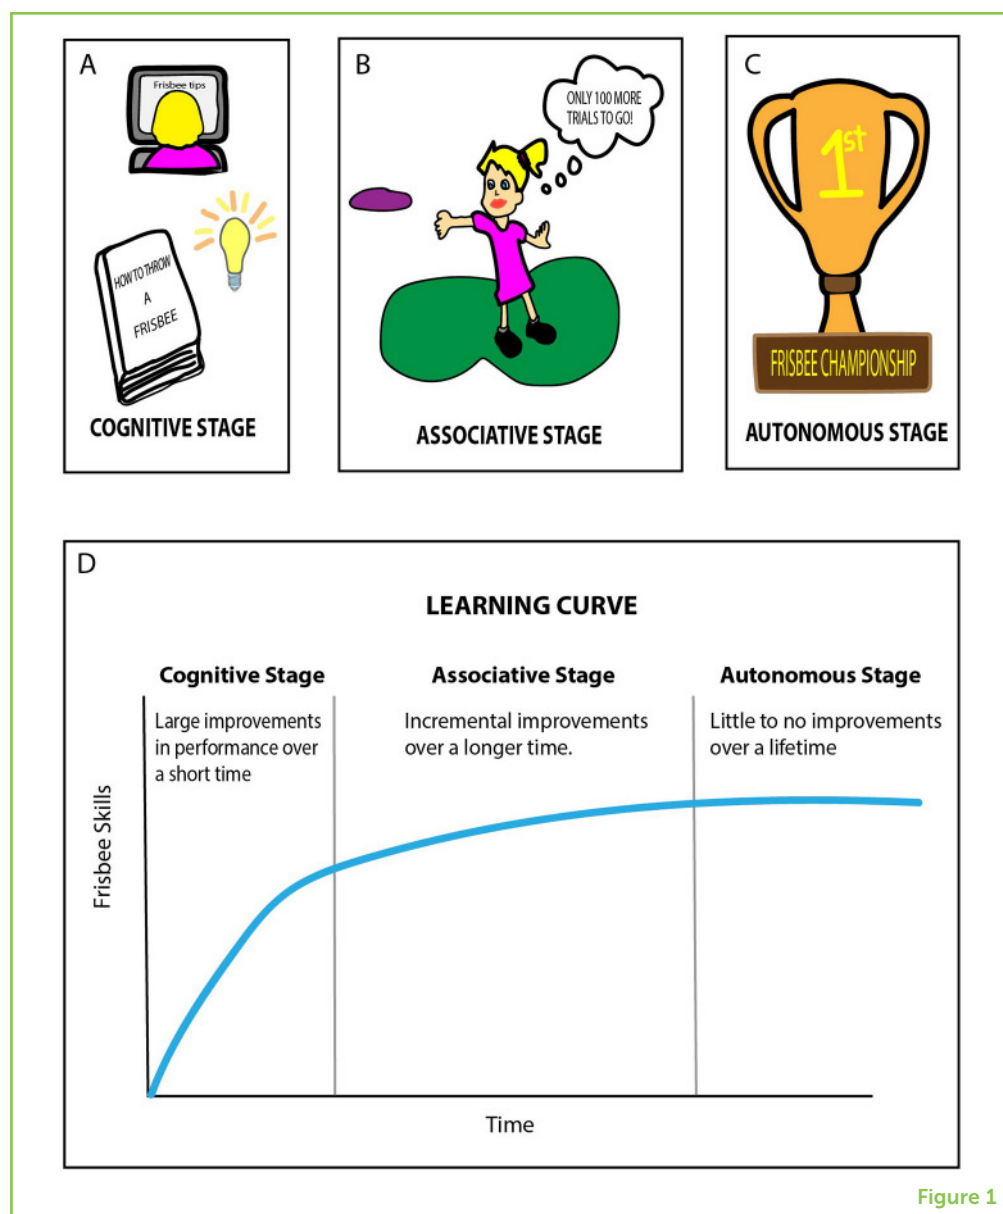 A
Frisbee tips
HOW TO THROW
A
FRISBEE
COGNITIVE STAGE
B
ONLY 100 MORE
TRIALS TO GO!
ASSOCIATIVE STAGE
C
1st
FRISBEE CHAMPIONSHIP
AUTONOMOUS STAGE
D
LEARNING CURVE
Cognitive Stage
Large improvements
in performance over
a short time
Associative Stage
Incremental improvements
over a longer time.
Autonomous Stage
Little to no improvements
over a lifetime
Frisbee Skills
Time
Figure 1